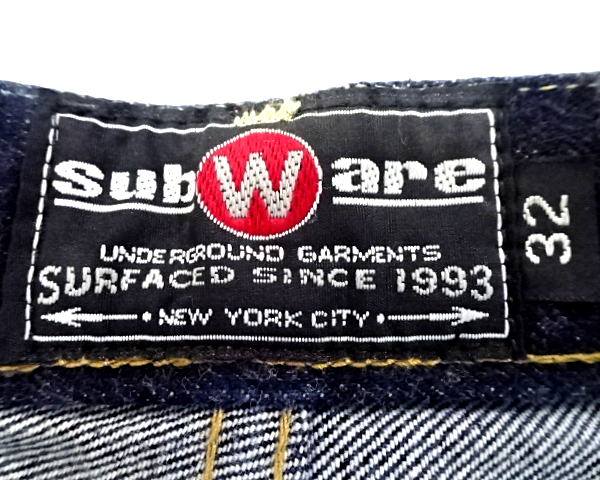 subWare
UNDERGROUND GARMENTS
SURFACED SINCE 1993
• NEW YORK CITY •
32